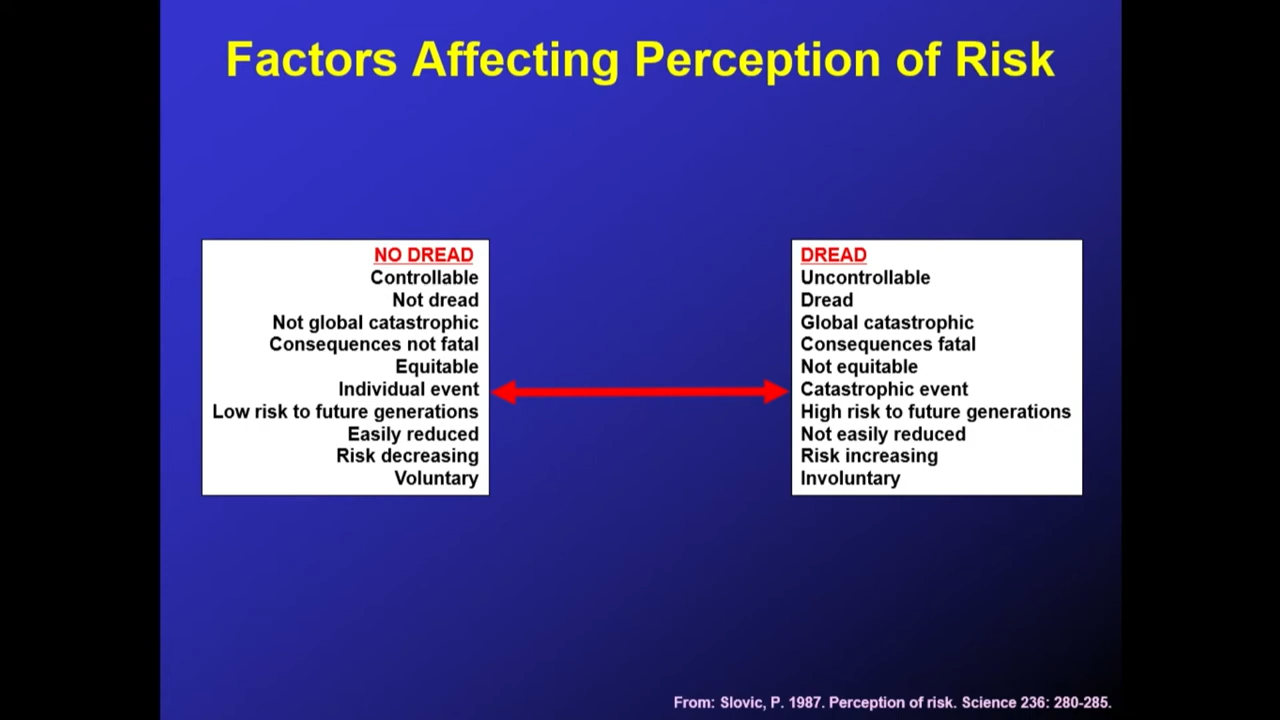 Factors Affecting Perception of Risk
NO DREAD
Controllable
Not dread
Not global catastrophic
Consequences not fatal
Equitable
Individual event
Low risk to future generations
Easily reduced
Risk decreasing
Voluntary
DREAD
Uncontrollable
Dread
Global catastrophic
Consequences fatal
Not equitable
Catastrophic event
High risk to future generations
Not easily reduced
Risk increasing
Involuntary
From: Slovic, P. 1987. Perception of risk. Science 236: 280-285.